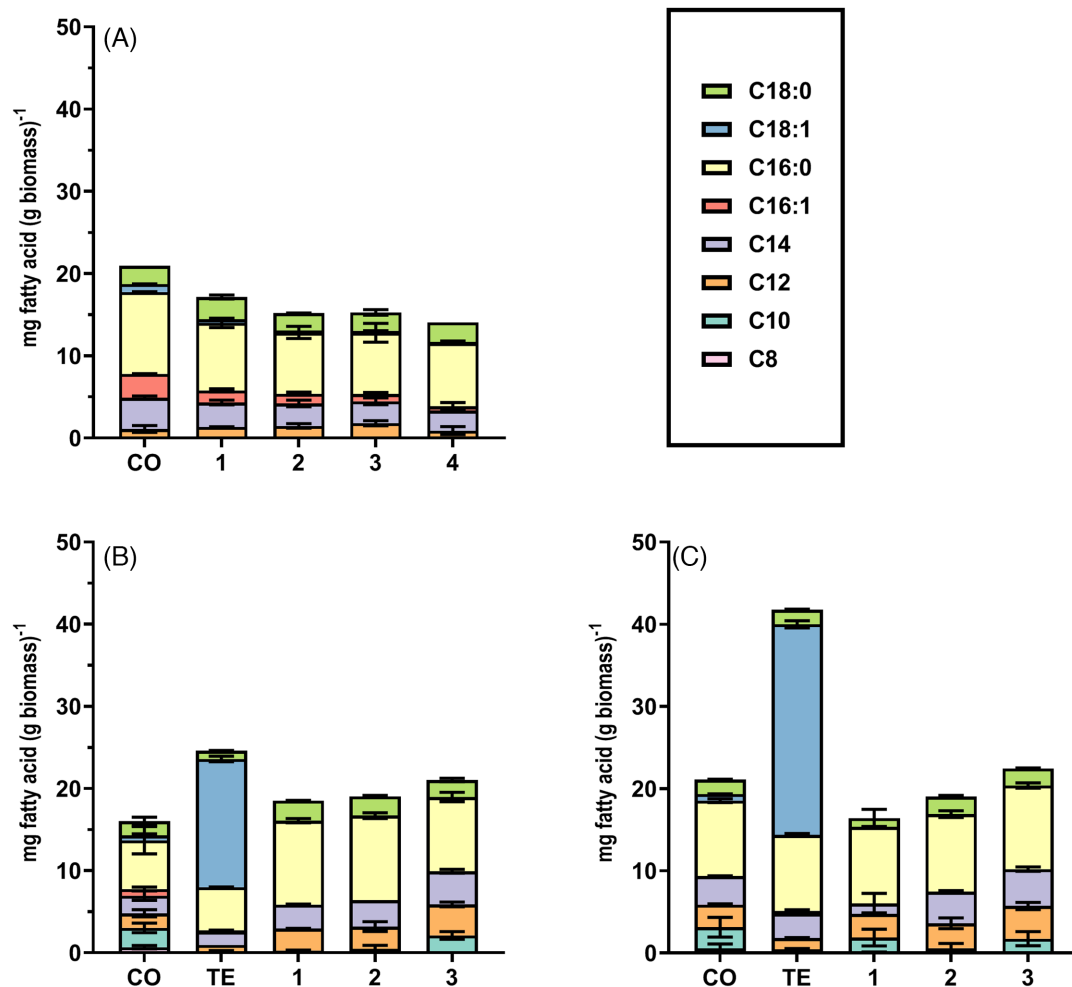 (A)
50
40
30
20
10
0
mg fatty acid (g biomass)⁻¹
CO 1 2 3 4
C18:0
C18:1
C16:0
C16:1
C14
C12
C10
C8
(B)
50
40
30
20
10
0
mg fatty acid (g biomass)⁻¹
CO TE 1 2 3
(C)
50
40
30
20
10
0
mg fatty acid (g biomass)⁻¹
CO TE 1 2 3